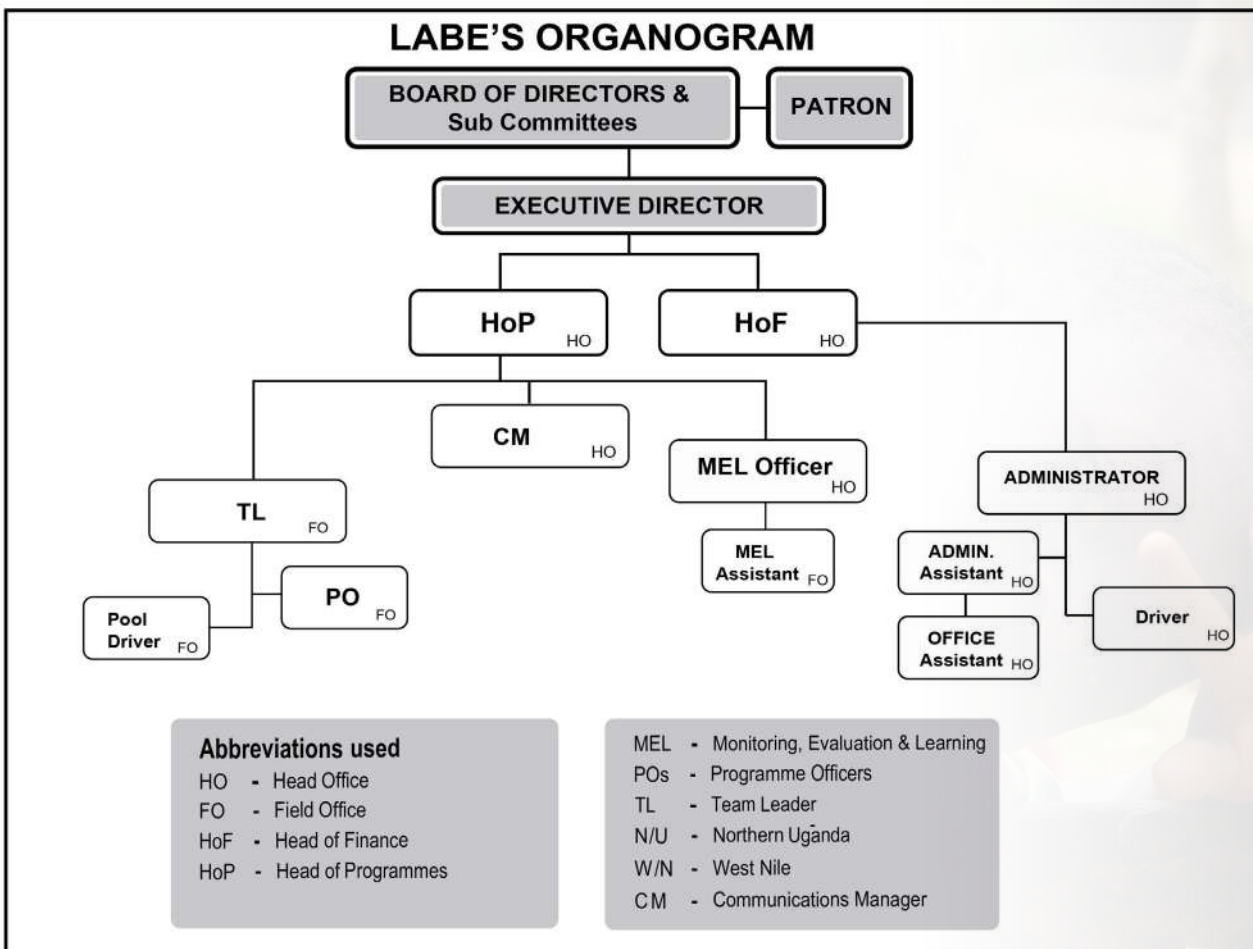 LABE'S ORGANOGRAM
BOARD OF DIRECTORS &
Sub Committees
PATRON
EXECUTIVE DIRECTOR
HoP
HO
HoF
HO
CM
HO
MEL Officer
HO
ADMINISTRATOR
HO
TL
FO
MEL
Assistant FO
ADMIN.
Assistant HO
PO
FO
Pool
Driver FO
OFFICE
Assistant HO
Driver
HO
Abbreviations used
HO - Head Office
FO - Field Office
HoF - Head of Finance
HoP - Head of Programmes
MEL - Monitoring, Evaluation & Learning
POs - Programme Officers
TL - Team Leader
N/U - Northern Uganda
W/N - West Nile
CM - Communications Manager